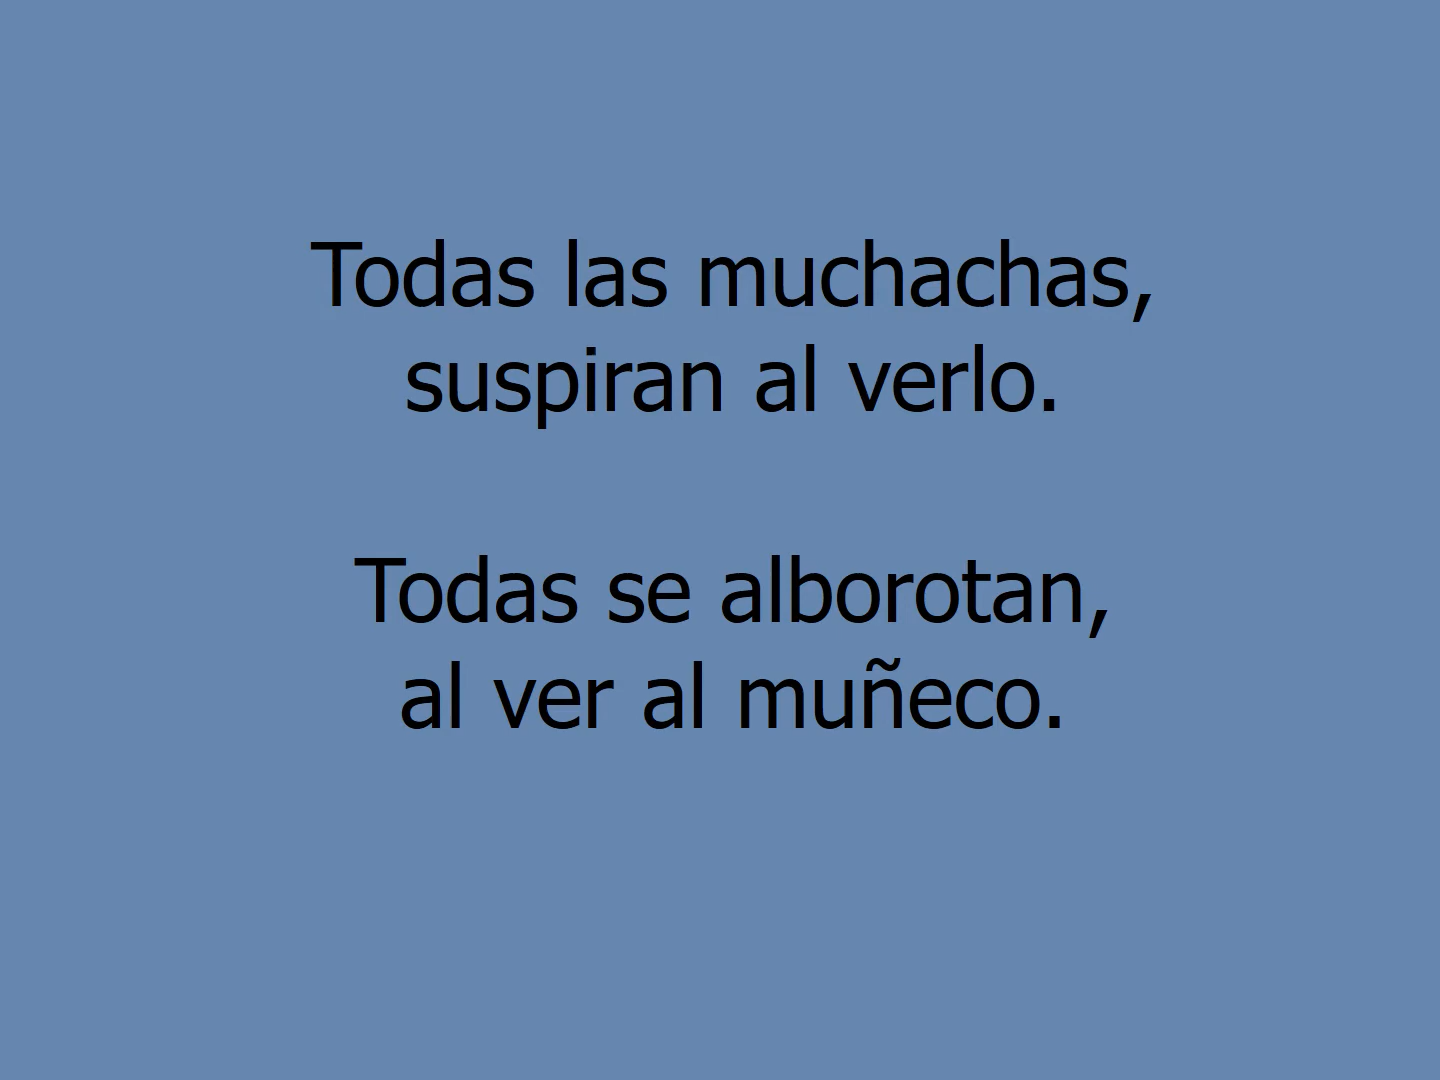 Todas las muchachas,
suspiran al verlo.
Todas se alborotan,
al ver al muñeco.